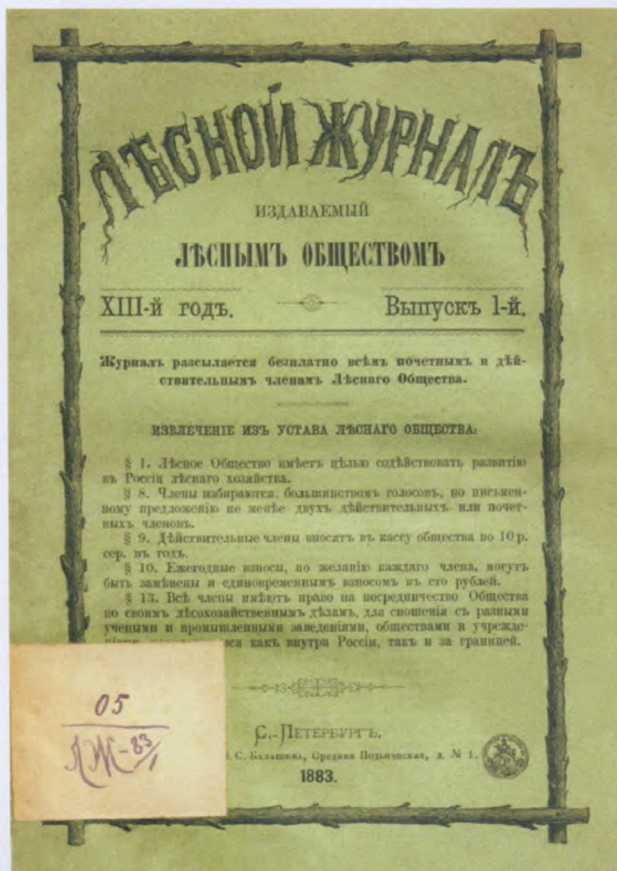 ЛѢСНОЙ ЖУРНАЛЪ
ИЗДАВАЕМЫЙ
ЛѢСНЫМЪ ОБЩЕСТВОМЪ
XIII-й годъ. Выпускъ 1-й.
Журналъ разсылается безплатно всѣмъ почетнымъ и дѣй-
ствительнымъ членамъ Лѣснаго Общества.
ИЗВЛЕЧЕНІЕ ИЗЪ УСТАВА ЛѢСНАГО ОБЩЕСТВА:
§ 1. Лѣсное Общество имѣетъ цѣлью содѣйствовать развитію
въ Россіи лѣснаго хозяйства.
§ 8. Члены избираются, большинствомъ голосовъ, по письмен-
ному предложенію не менѣе двухъ дѣйствительныхъ или почет-
ныхъ членовъ.
§ 9. Дѣйствительные члены вносятъ въ кассу общества по 10 р.
сер. въ годъ.
§ 10. Ежегодные взносы, по желанію каждаго члена, могутъ
быть замѣнены и единовременнымъ взносомъ въ сто рублей.
§ 13. Всѣ члены имѣютъ право на посредничество Общества
по своимъ лѣсохозяйственнымъ дѣламъ, для сношенія съ разными
учеными и промышленными заведеніями, обществами и учрежде-
какъ внутри Россіи, такъ и за границей.
05
ЛЖ-83/1
С.-ПЕТЕРБУРГЪ.
С. Балашева, Средняя Подъяческая, д. № 1.
1883.